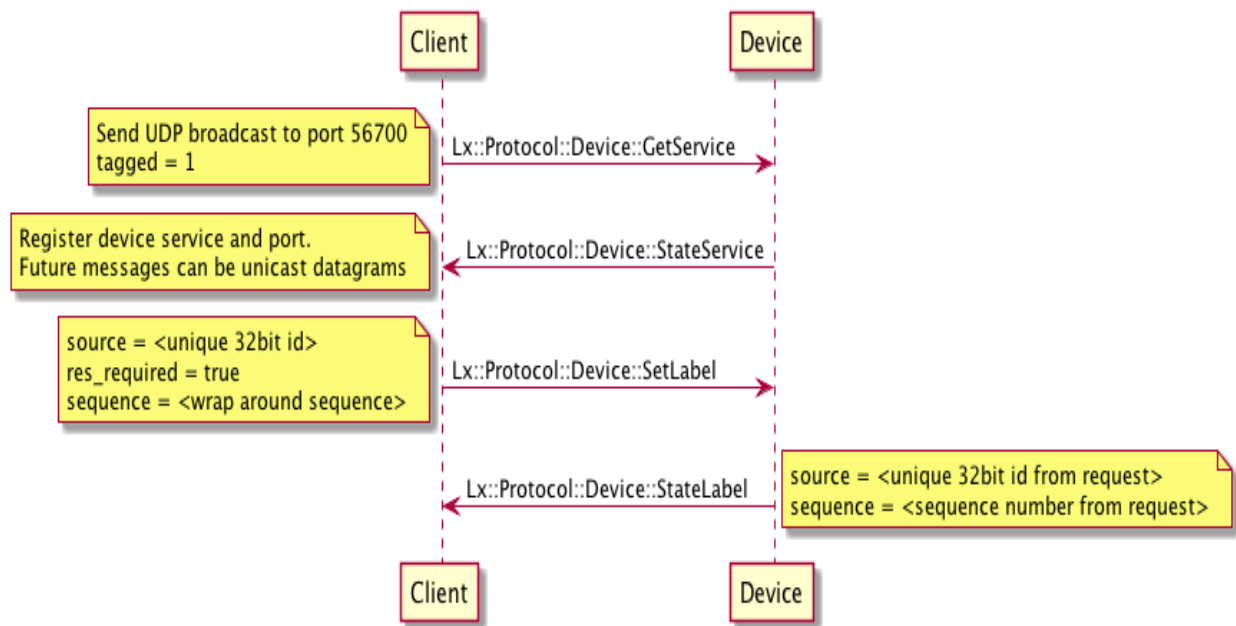 Client
Device
Send UDP broadcast to port 56700
tagged = 1
Lx::Protocol::Device::GetService
Register device service and port.
Future messages can be unicast datagrams
Lx::Protocol::Device::StateService
source = <unique 32bit id>
res_required = true
sequence = <wrap around sequence>
Lx::Protocol::Device::SetLabel
Lx::Protocol::Device::StateLabel
source = <unique 32bit id from request>
sequence = <sequence number from request>
Client
Device